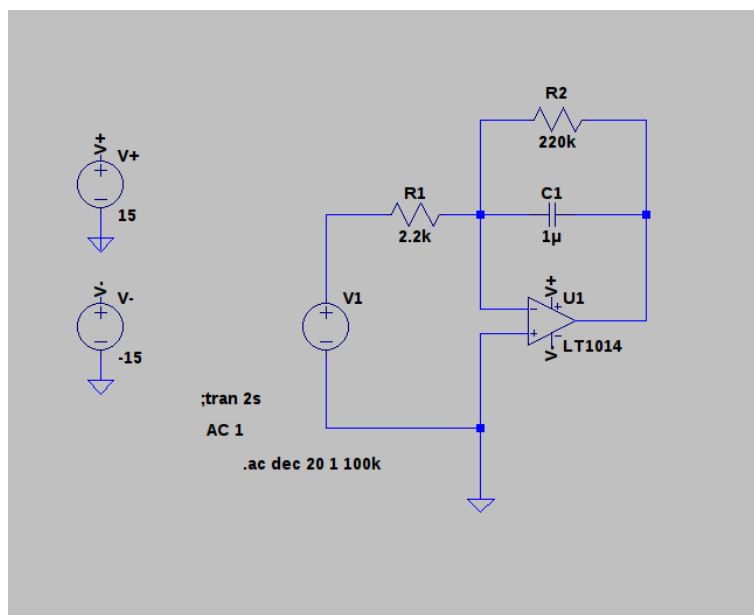 R2
220k
V+
V+
15
R1
2.2k
C1
1µ
V-
V-
-15
V1
V+
U1
V-
LT1014
;tran 2s
AC 1
.ac dec 20 1 100k